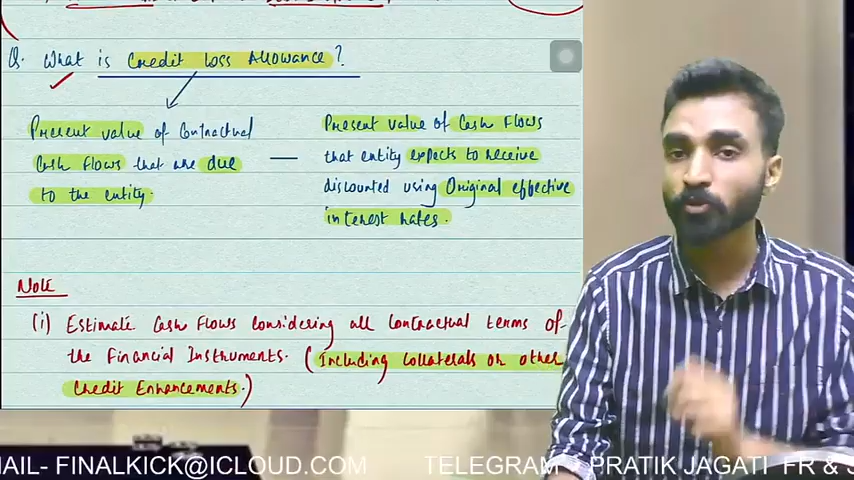 Q. What is Credit Loss Allowance?
Present value of Contractual
Cash Flows that are due
to the entity.
—
Present value of Cash Flows
that entity expects to receive
discounted using Original effective
interest rates.
Note
(i) Estimate Cash Flows Considering all Contractual terms of
the Financial Instruments. (Including Collaterals or other
Credit Enhancements.)
AIL- FINALKICK@ICLOUD.COM
TELEGRAM - PRATIK JAGATI FR & S